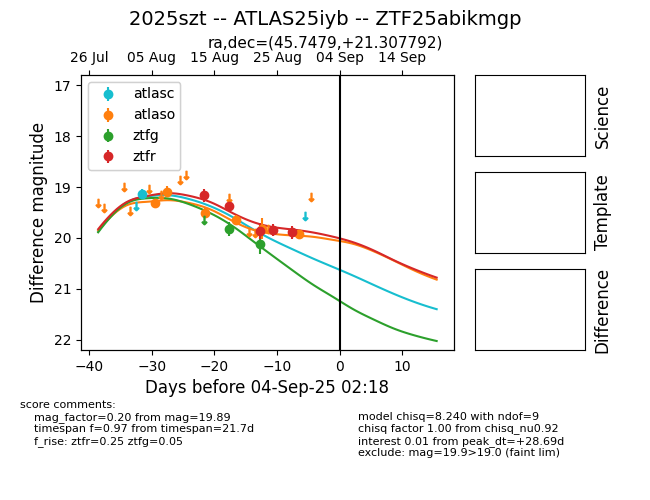 2025szt -- ATLAS25iyb -- ZTF25abikmgp
ra,dec=(45.7479,+21.307792)
26 Jul 05 Aug 15 Aug 25 Aug 04 Sep 14 Sep
17
18
19
20
21
22
Difference magnitude
atlasc
atlaso
ztfg
ztfr
−40 −30 −20 −10 0 10
Days before 04-Sep-25 02:18
Science
Template
Difference
score comments:
mag_factor=0.20 from mag=19.89
timespan f=0.97 from timespan=21.7d
f_rise: ztfr=0.25 ztfg=0.05
model chisq=8.240 with ndof=9
chisq factor 1.00 from chisq_nu0.92
interest 0.01 from peak_dt=+28.69d
exclude: mag=19.9>19.0 (faint lim)